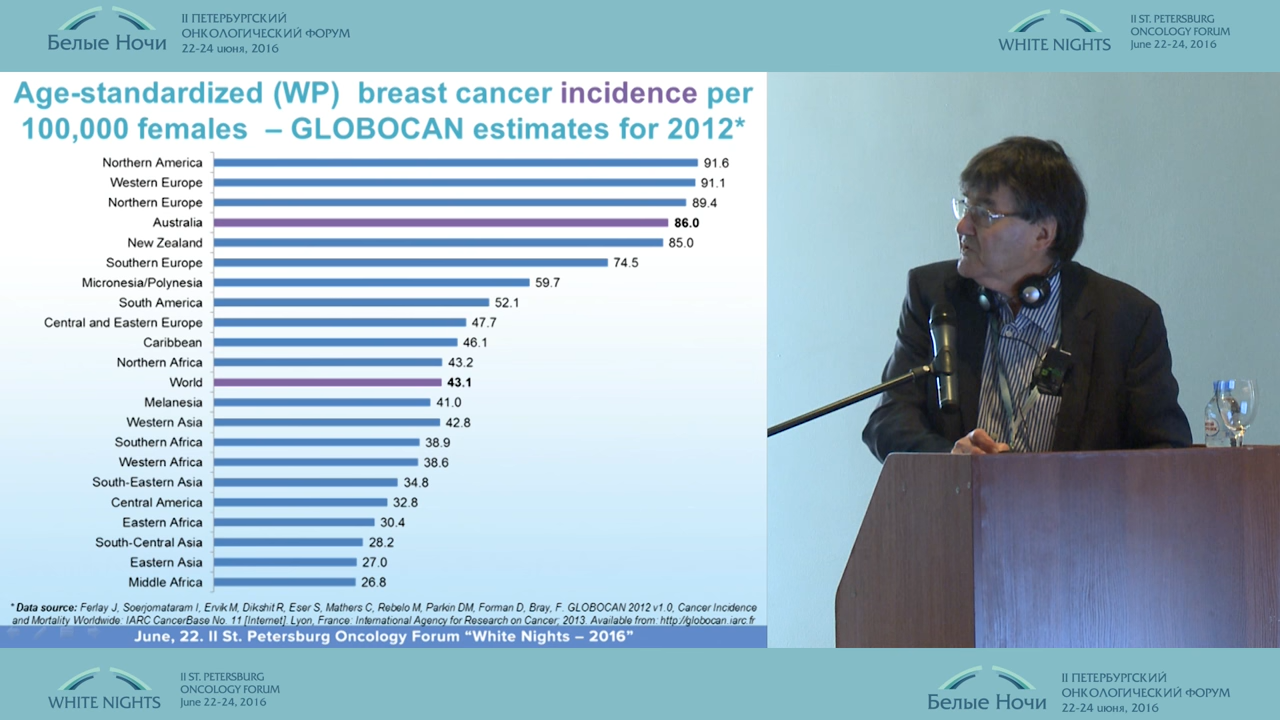 Белые Ночи
II ПЕТЕРБУРГСКИЙ
ОНКОЛОГИЧЕСКИЙ ФОРУМ
22-24 июня, 2016
WHITE NIGHTS
II ST. PETERSBURG
ONCOLOGY FORUM
June 22-24, 2016
Age-standardized (WP) breast cancer incidence per
100,000 females – GLOBOCAN estimates for 2012*
Northern America 91.6
Western Europe 91.1
Northern Europe 89.4
Australia 86.0
New Zealand 85.0
Southern Europe 74.5
Micronesia/Polynesia 59.7
South America 52.1
Central and Eastern Europe 47.7
Caribbean 46.1
Northern Africa 43.2
World 43.1
Melanesia 41.0
Western Asia 42.8
Southern Africa 38.9
Western Africa 38.6
South-Eastern Asia 34.8
Central America 32.8
Eastern Africa 30.4
South-Central Asia 28.2
Eastern Asia 27.0
Middle Africa 26.8
* Data source: Ferlay J, Soerjomataram I, Ervik M, Dikshit R, Eser S, Mathers C, Rebelo M, Parkin DM, Forman D, Bray, F. GLOBOCAN 2012 v1.0, Cancer Incidence
and Mortality Worldwide: IARC CancerBase No. 11 [Internet]. Lyon, France: International Agency for Research on Cancer; 2013. Available from: http://globocan.iarc.fr
June, 22. II St. Petersburg Oncology Forum “White Nights – 2016”
WHITE NIGHTS
II ST. PETERSBURG
ONCOLOGY FORUM
June 22-24, 2016
Белые Ночи
II ПЕТЕРБУРГСКИЙ
ОНКОЛОГИЧЕСКИЙ ФОРУМ
22-24 июня, 2016